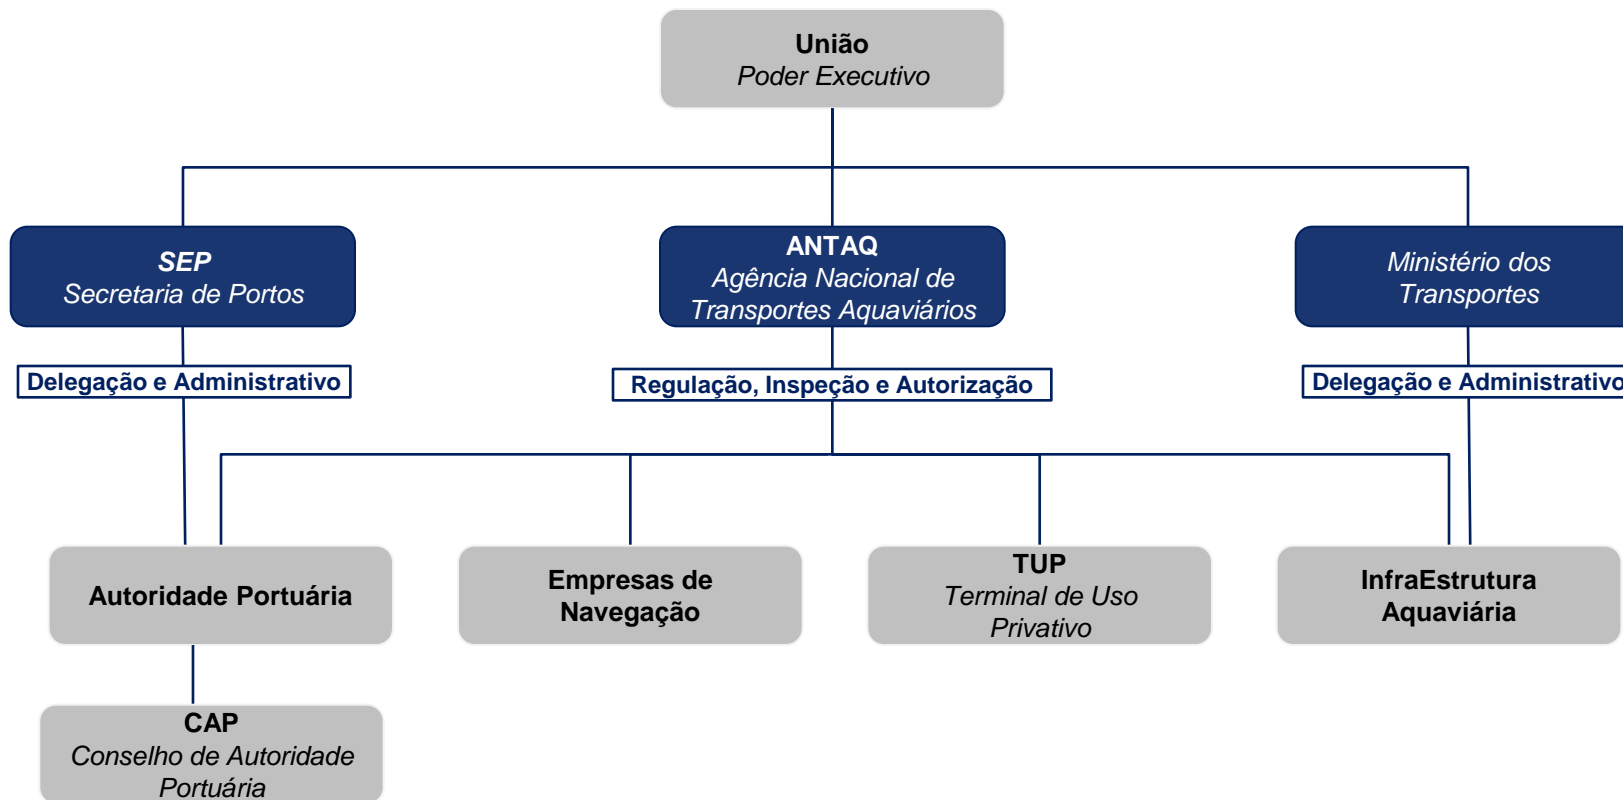 União
Poder Executivo
SEP
Secretaria de Portos
ANTAQ
Agência Nacional de
Transportes Aquaviários
Ministério dos
Transportes
Delegação e Administrativo
Regulação, Inspeção e Autorização
Delegação e Administrativo
Autoridade Portuária
Empresas de
Navegação
TUP
Terminal de Uso
Privativo
InfraEstrutura
Aquaviária
CAP
Conselho de Autoridade
Portuária